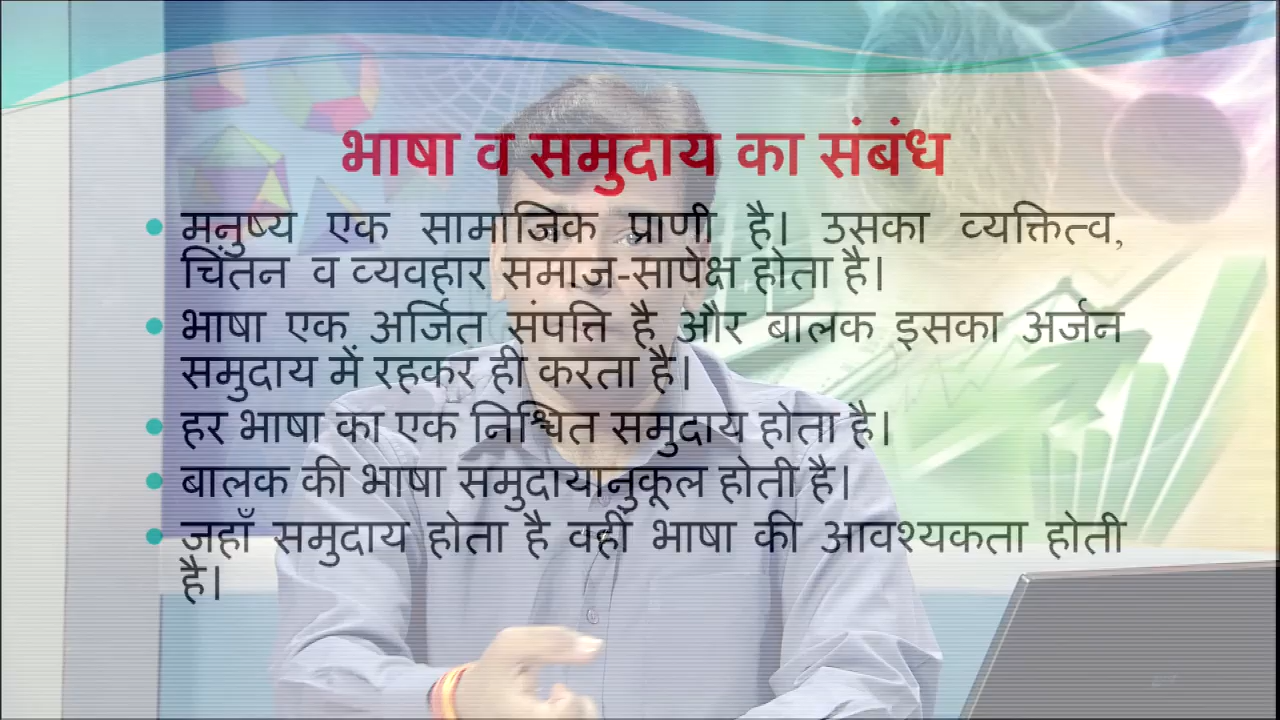 भाषा व समुदाय का संबंध
• मनुष्य एक सामाजिक प्राणी है। उसका व्यक्तित्व,
चिंतन व व्यवहार समाज-सापेक्ष होता है।
• भाषा एक अर्जित संपत्ति है और बालक इसका अर्जन
समुदाय में रहकर ही करता है।
• हर भाषा का एक निश्चित समुदाय होता है।
• बालक की भाषा समुदायानुकूल होती है।
• जहाँ समुदाय होता है वहीं भाषा की आवश्यकता होती
है।